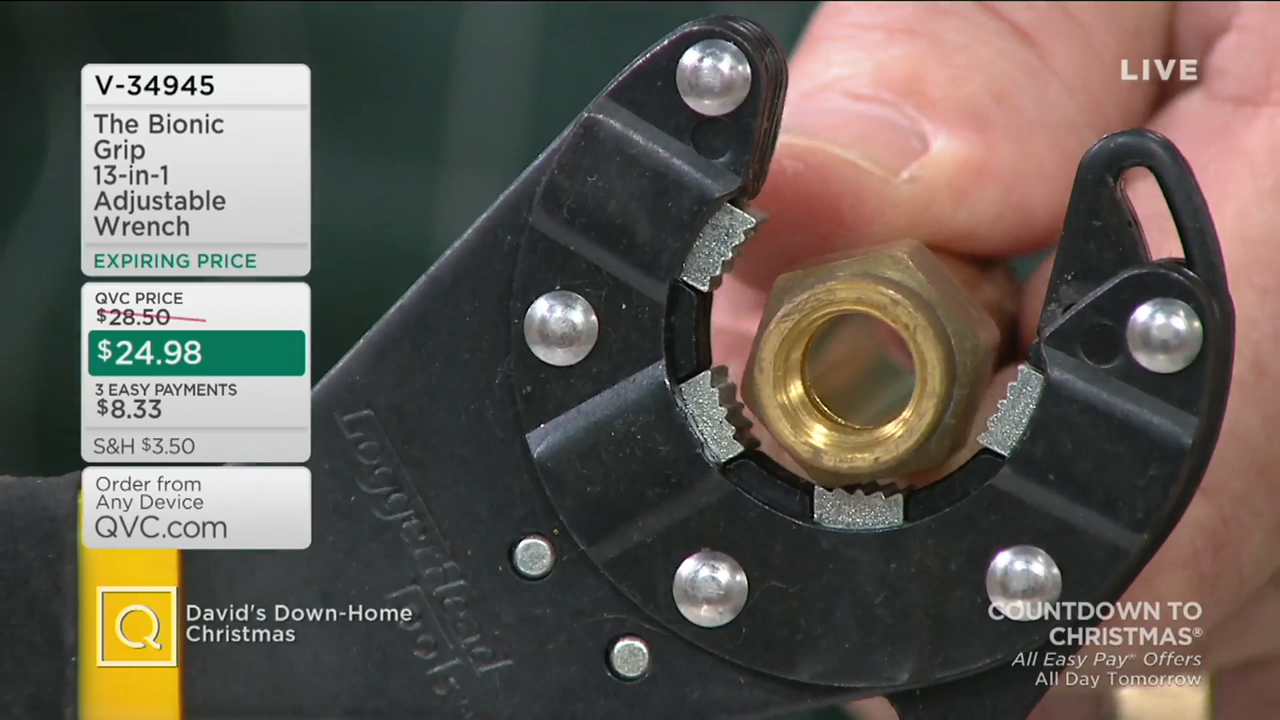 V-34945
The Bionic
Grip
13-in-1
Adjustable
Wrench
EXPIRING PRICE
QVC PRICE
$28.50
$24.98
3 EASY PAYMENTS
$8.33
S&H $3.50
Order from
Any Device
QVC.com
Q
David's Down-Home
Christmas
LIVE
LoggerHead
Tools
COUNTDOWN TO
CHRISTMAS®
All Easy Pay® Offers
All Day Tomorrow